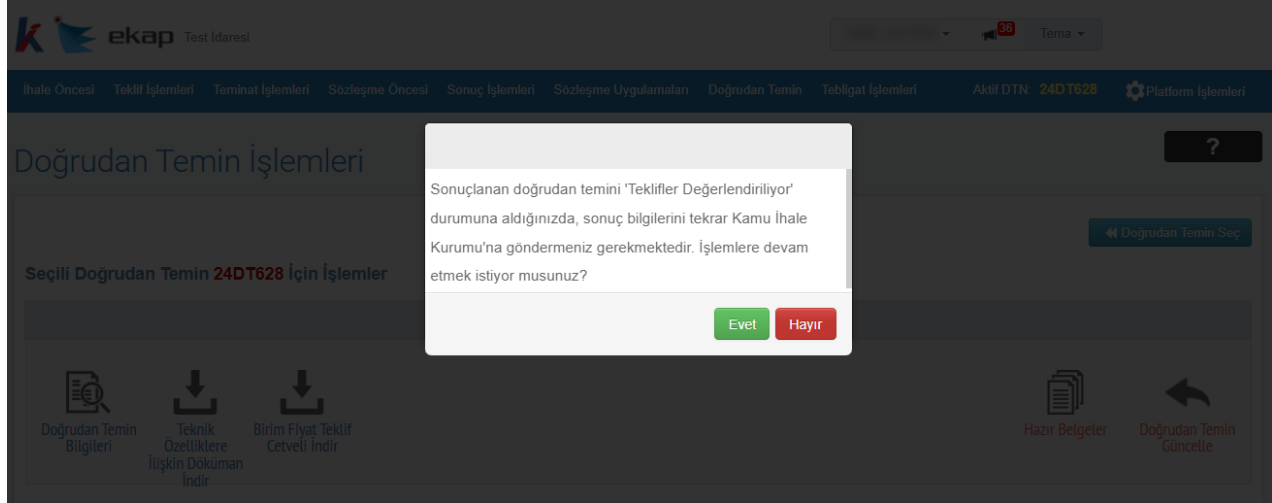 ekap Test İdaresi
36
Tema
İhale Öncesi Teklif İşlemleri Teminat İşlemleri Sözleşme Öncesi Sonuç İşlemleri Sözleşme Uygulamaları Doğrudan Temin Tebligat İşlemleri Aktif DTN: 24DT628 Platform İşlemleri
Doğrudan Temin İşlemleri
?
Sonuçlanan doğrudan temini 'Teklifler Değerlendiriliyor'
durumuna aldığınızda, sonuç bilgilerini tekrar Kamu İhale
Kurumu'na göndermeniz gerekmektedir. İşlemlere devam
etmek istiyor musunuz?
Evet Hayır
Doğrudan Temin Seç
Seçili Doğrudan Temin 24DT628 İçin İşlemler
Doğrudan Temin
Bilgileri
Teknik
Özelliklere
İlişkin Döküman
İndir
Birim Fiyat Teklif
Cetveli İndir
Hazır Belgeler
Doğrudan Temin
Güncelle